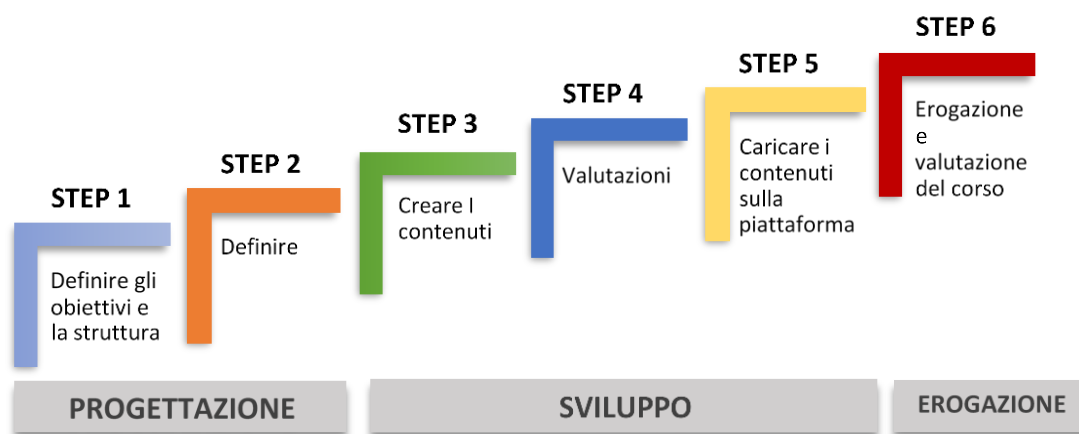 STEP 1
Definire gli
obiettivi e
la struttura
STEP 2
Definire
STEP 3
Creare I
contenuti
STEP 4
Valutazioni
STEP 5
Caricare i
contenuti
sulla
piattaforma
STEP 6
Erogazione
e
valutazione
del corso
PROGETTAZIONE
SVILUPPO
EROGAZIONE